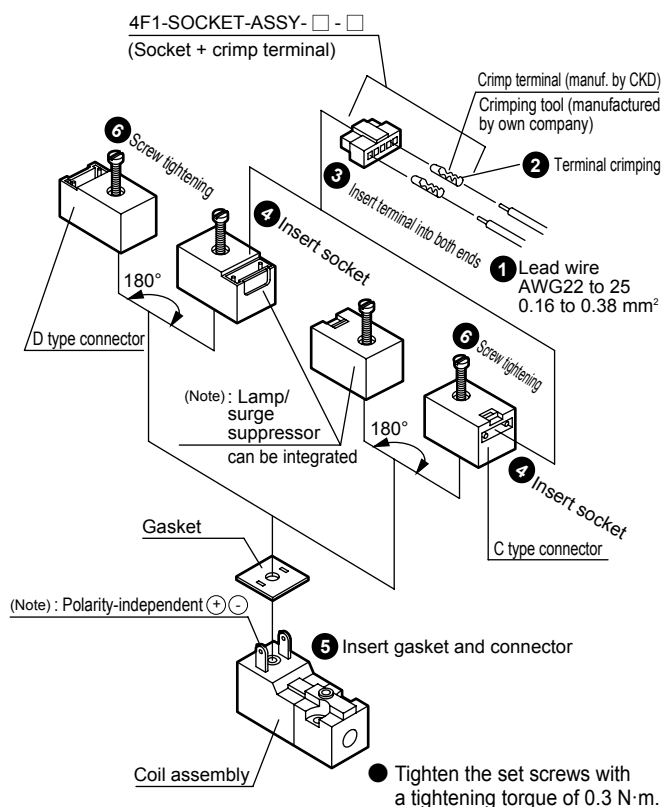 4F1-SOCKET-ASSY- □ - □
(Socket + crimp terminal)
Crimp terminal (manuf. by CKD)
Crimping tool (manufactured
by own company)
2 Terminal crimping
6 Screw tightening
3 Insert terminal into both ends
4 Insert socket
1 Lead wire
AWG22 to 25
0.16 to 0.38 mm²
180°
D type connector
6 Screw tightening
(Note) : Lamp/
surge
suppressor
can be integrated
180°
4 Insert socket
C type connector
Gasket
(Note) : Polarity-independent + -
5 Insert gasket and connector
Coil assembly
● Tighten the set screws with
a tightening torque of 0.3 N·m.